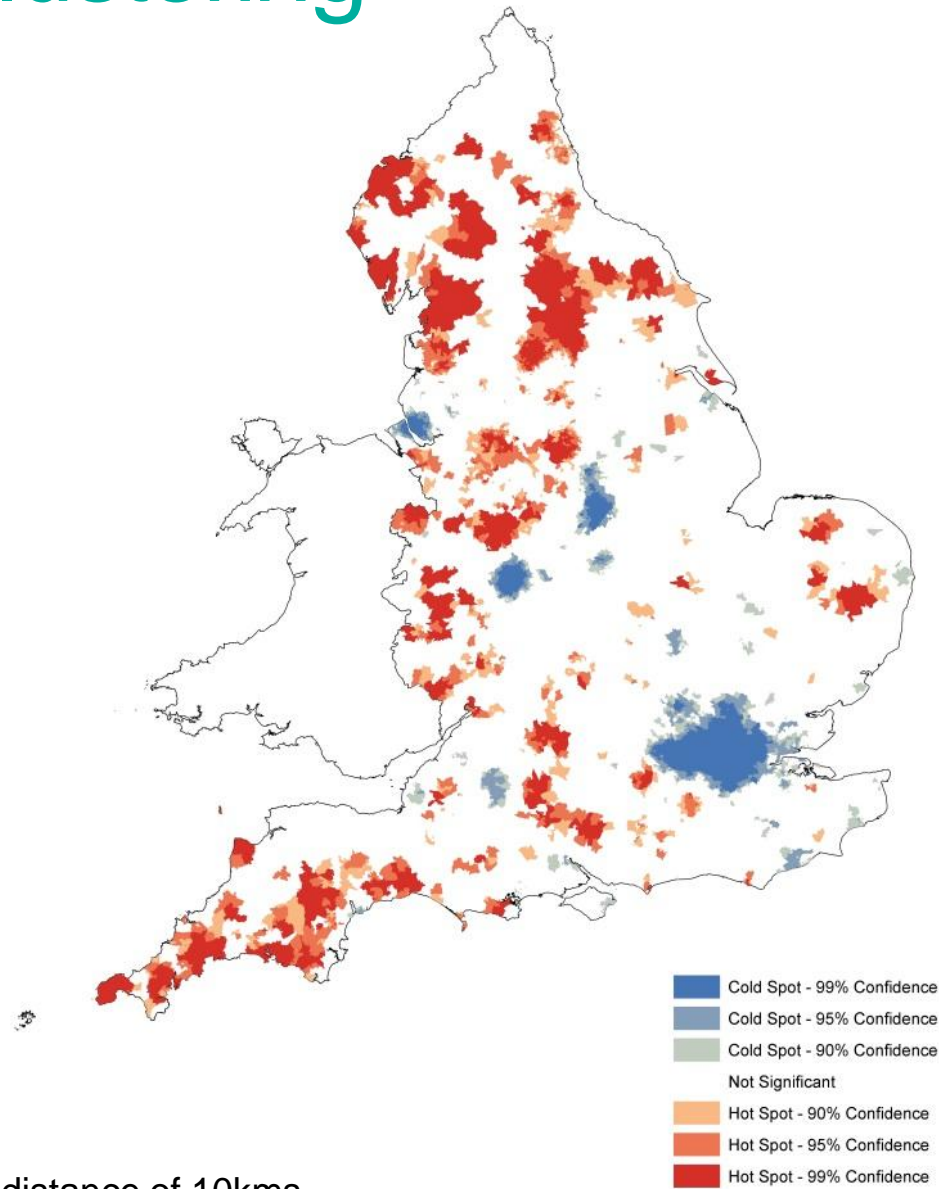 Cold Spot - 99% Confidence
Cold Spot - 95% Confidence
Cold Spot - 90% Confidence
Not Significant
Hot Spot - 90% Confidence
Hot Spot - 95% Confidence
Hot Spot - 99% Confidence
distance of 10kms